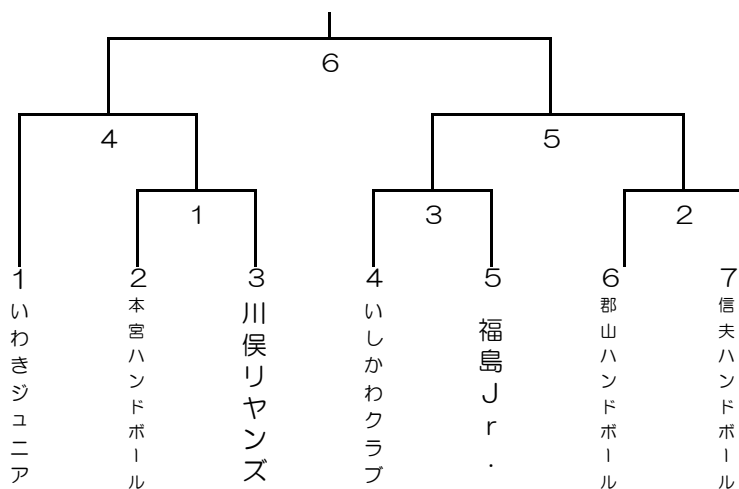 6
4
5
1
3
2
1
2
3
4
5
6
7
いわきジュニア
本宮ハンドボール
川俣リヤンズ
いしかわクラブ
福島Jr.
郡山ハンドボール
信夫ハンドボール